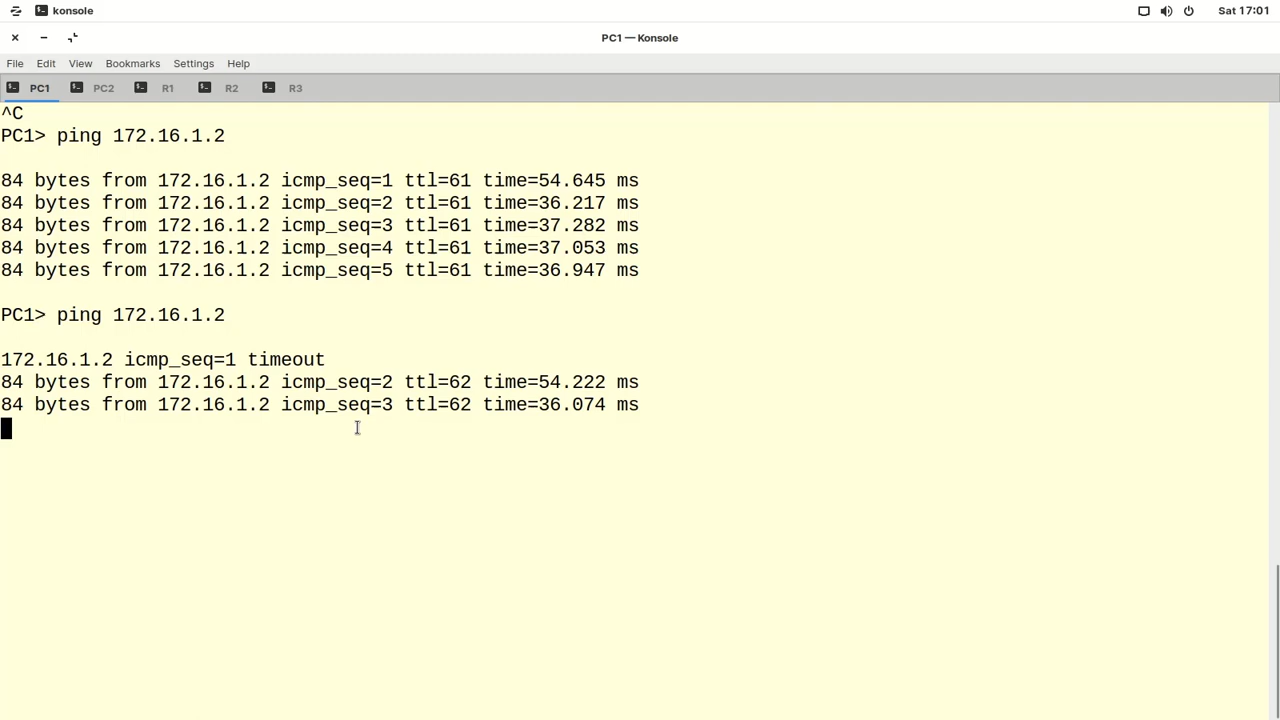 konsole
Sat 17:01
PC1 — Konsole
File Edit View Bookmarks Settings Help
PC1 PC2 R1 R2 R3
^C
PC1> ping 172.16.1.2
84 bytes from 172.16.1.2 icmp_seq=1 ttl=61 time=54.645 ms
84 bytes from 172.16.1.2 icmp_seq=2 ttl=61 time=36.217 ms
84 bytes from 172.16.1.2 icmp_seq=3 ttl=61 time=37.282 ms
84 bytes from 172.16.1.2 icmp_seq=4 ttl=61 time=37.053 ms
84 bytes from 172.16.1.2 icmp_seq=5 ttl=61 time=36.947 ms
PC1> ping 172.16.1.2
172.16.1.2 icmp_seq=1 timeout
84 bytes from 172.16.1.2 icmp_seq=2 ttl=62 time=54.222 ms
84 bytes from 172.16.1.2 icmp_seq=3 ttl=62 time=36.074 ms